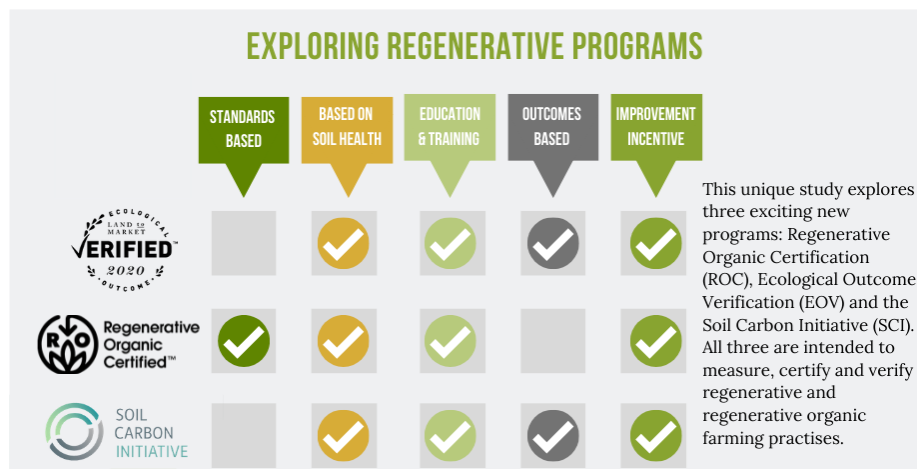 EXPLORING REGENERATIVE PROGRAMS
STANDARDS
BASED
BASED ON
SOIL HEALTH
EDUCATION
& TRAINING
OUTCOMES
BASED
IMPROVEMENT
INCENTIVE
ECOLOGICAL
LAND TO
MARKET
VERIFIED™
2020
OUTCOME
RO
Regenerative
Organic
Certified™
SOIL
CARBON
INITIATIVE
This unique study explores
three exciting new
programs: Regenerative
Organic Certification
(ROC), Ecological Outcome
Verification (EOV) and the
Soil Carbon Initiative (SCI).
All three are intended to
measure, certify and verify
regenerative and
regenerative organic
farming practises.